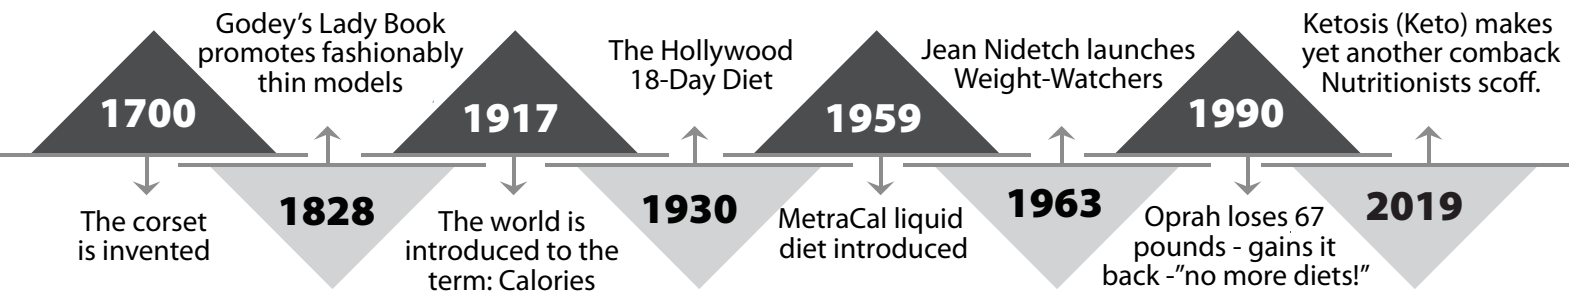 1700
The corset
is invented
Godey’s Lady Book
promotes fashionably
thin models
1828
1917
The world is
introduced to the
term: Calories
The Hollywood
18-Day Diet
1930
1959
MetraCal liquid
diet introduced
Jean Nidetch launches
Weight-Watchers
1963
1990
Oprah loses 67
pounds - gains it
back -”no more diets!”
Ketosis (Keto) makes
yet another comback
Nutritionists scoff.
2019